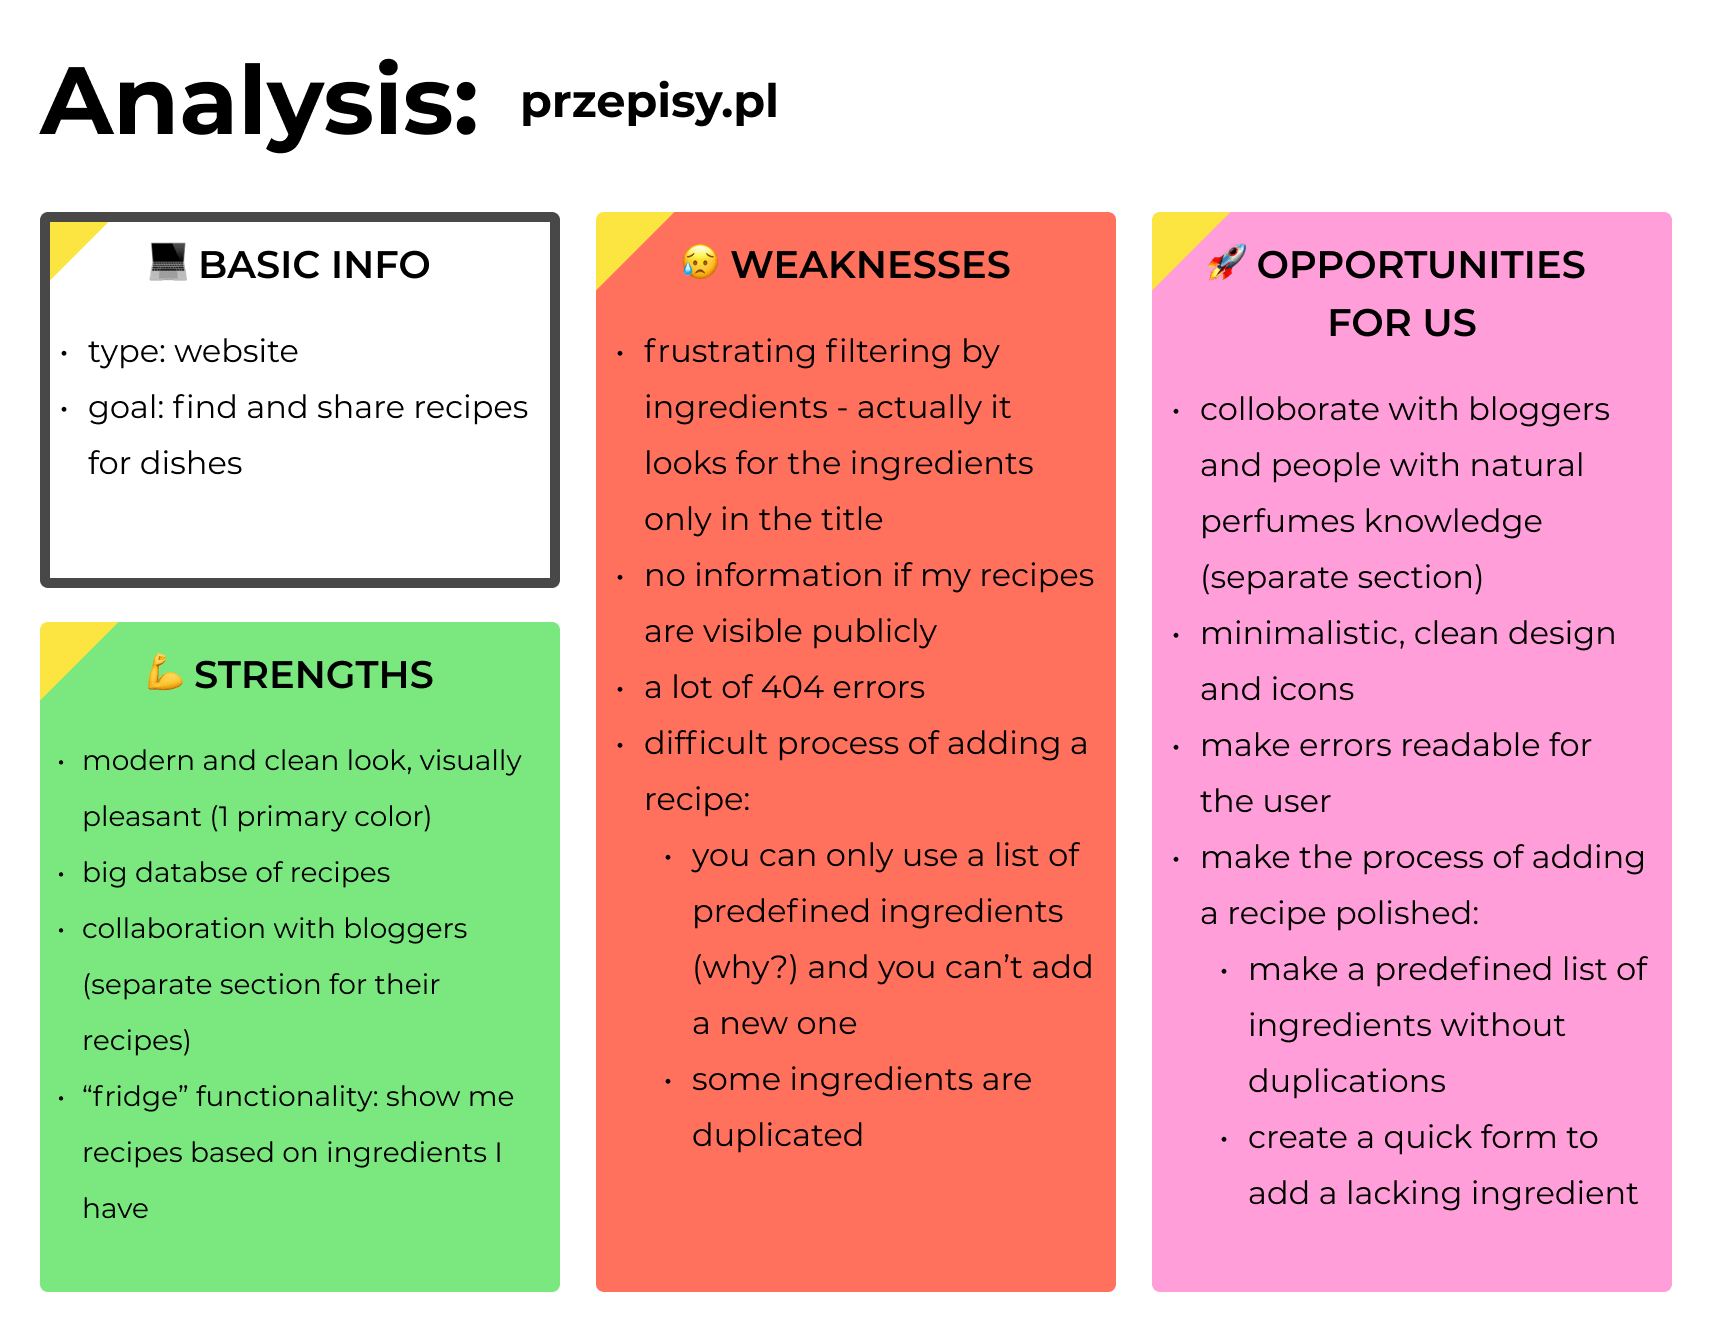 Analysis: przepisy.pl
💻 BASIC INFO
• type: website
• goal: find and share recipes
for dishes
💪 STRENGTHS
• modern and clean look, visually
pleasant (1 primary color)
• big databse of recipes
• collaboration with bloggers
(separate section for their
recipes)
• “fridge” functionality: show me
recipes based on ingredients I
have
😥 WEAKNESSES
• frustrating filtering by
ingredients - actually it
looks for the ingredients
only in the title
• no information if my recipes
are visible publicly
• a lot of 404 errors
• difficult process of adding a
recipe:
• you can only use a list of
predefined ingredients
(why?) and you can’t add
a new one
• some ingredients are
duplicated
🚀 OPPORTUNITIES
FOR US
• colloborate with bloggers
and people with natural
perfumes knowledge
(separate section)
• minimalistic, clean design
and icons
• make errors readable for
the user
• make the process of adding
a recipe polished:
• make a predefined list of
ingredients without
duplications
• create a quick form to
add a lacking ingredient